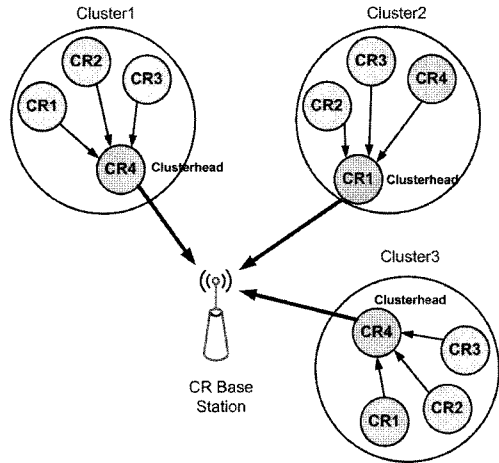 Cluster1
CR1
CR2
CR3
CR4
Clusterhead
Cluster2
CR2
CR3
CR4
CR1
Clusterhead
Cluster3
Clusterhead
CR4
CR3
CR2
CR1
CR Base
Station